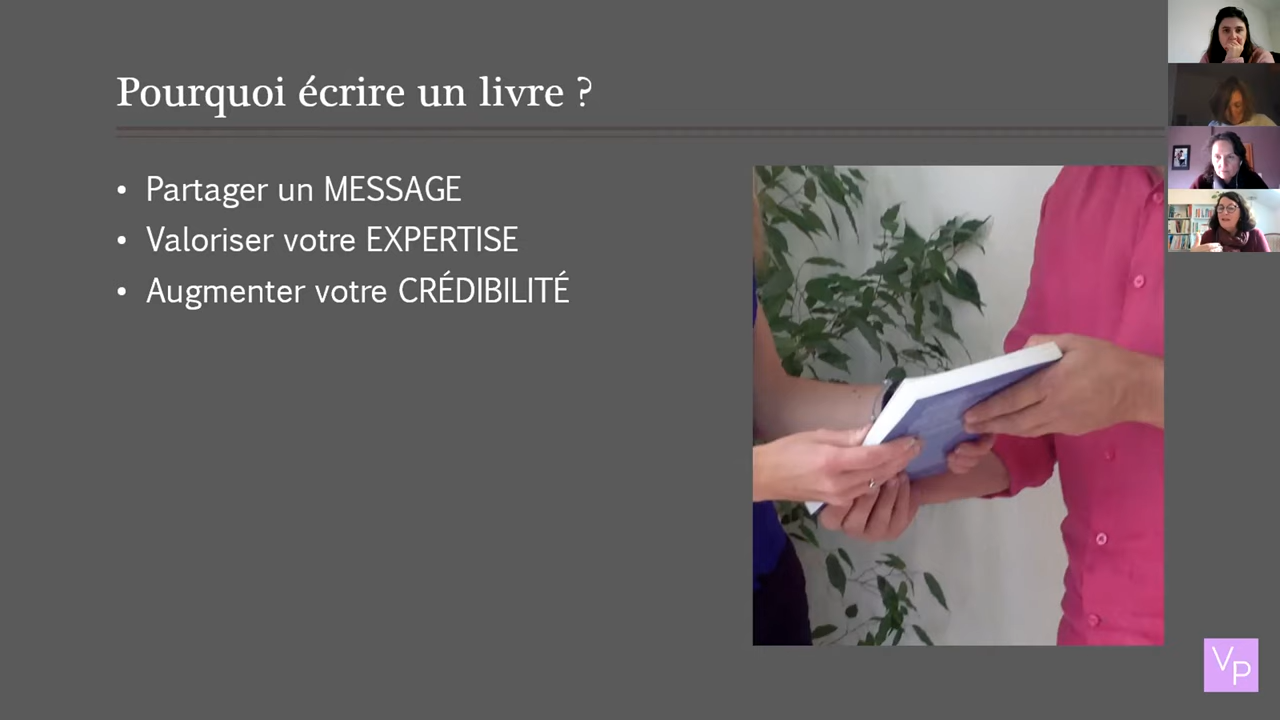 Pourquoi écrire un livre ?
• Partager un MESSAGE
• Valoriser votre EXPERTISE
• Augmenter votre CRÉDIBILITÉ
VP